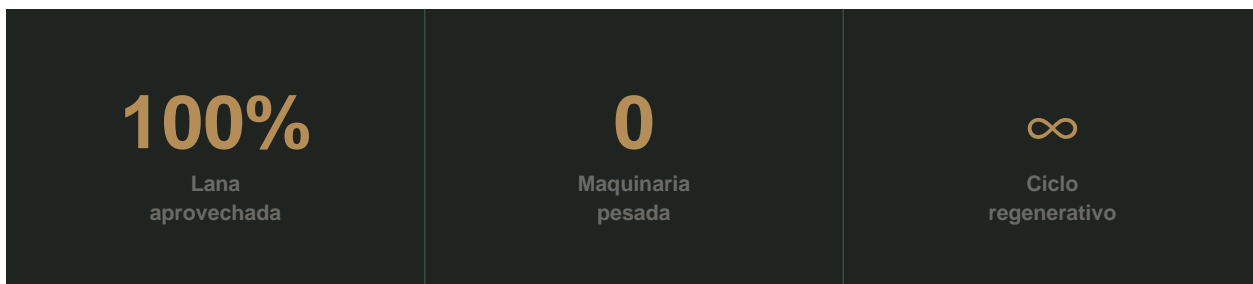 100%
Lana
aprovechada
0
Maquinaria
pesada
∞
Ciclo
regenerativo